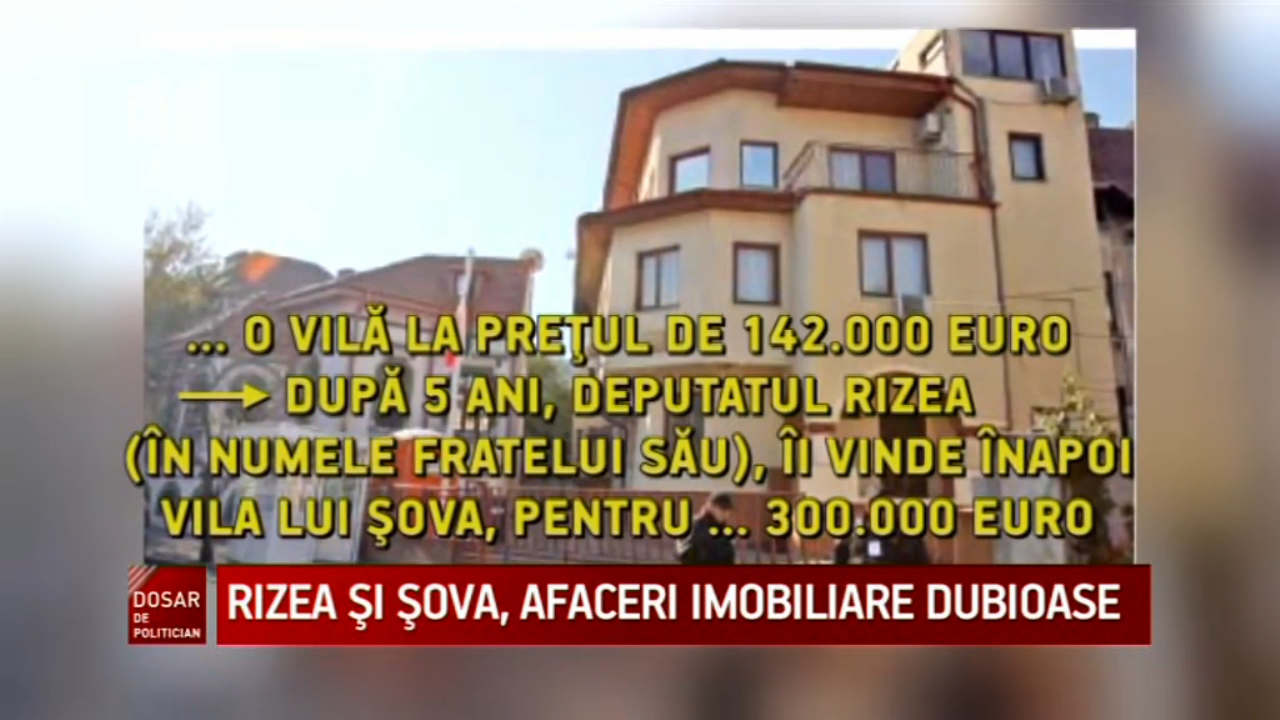 ... O VILĂ LA PREŢUL DE 142.000 EURO
DUPĂ 5 ANI, DEPUTATUL RIZEA
(ÎN NUMELE FRATELUI SĂU), ÎI VINDE ÎNAPOI
VILA LUI ŞOVA, PENTRU ... 300.000 EURO
DOSAR
DE
POLITICIAN
RIZEA ŞI ŞOVA, AFACERI IMOBILIARE DUBIOASE